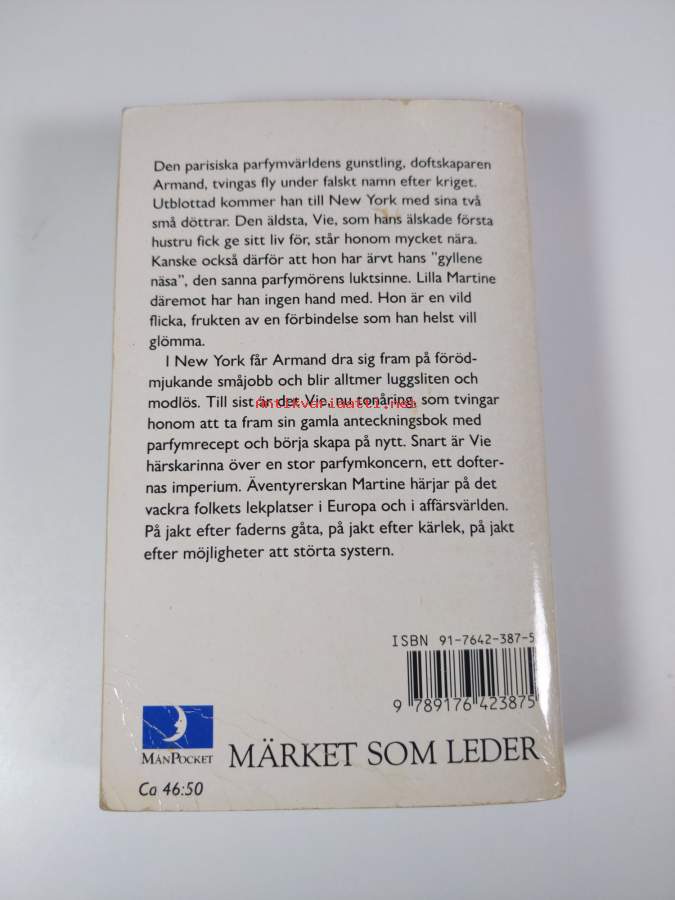 Den parisiska parfymvärldens gunstling, doftskaparen
Armand, tvingas fly under falskt namn efter kriget.
Utblottad kommer han till New York med sina två
små döttrar. Den äldsta, Vie, som hans älskade första
hustru fick ge sitt liv för, står honom mycket nära.
Kanske också därför att hon har ärvt hans "gyllene
näsa", den sanna parfymörens luktsinne. Lilla Martine
däremot har han ingen hand med. Hon är en vild
flicka, frukten av en förbindelse som han helst vill
glömma.
I New York får Armand dra sig fram på föröd-
mjukande småjobb och blir alltmer luggsliten och
modlös. Till sist är det Vie, nu tonåring, som tvingar
antikvariaatti.net
honom att ta fram sin gamla anteckningsbok med
parfymrecept och börja skapa på nytt. Snart är Vie
härskarinna över en stor parfymkoncern, ett dofter-
nas imperium. Äventyrerskan Martine härjar på det
vackra folkets lekplatser i Europa och i affärsvärlden.
På jakt efter faderns gåta, på jakt efter kärlek, på jakt
efter möjligheter att störta systern.
ISBN 91-7642-387-5
9 789176 423875
MÅNPOCKET
MÄRKET SOM LEDER
Ca 46:50